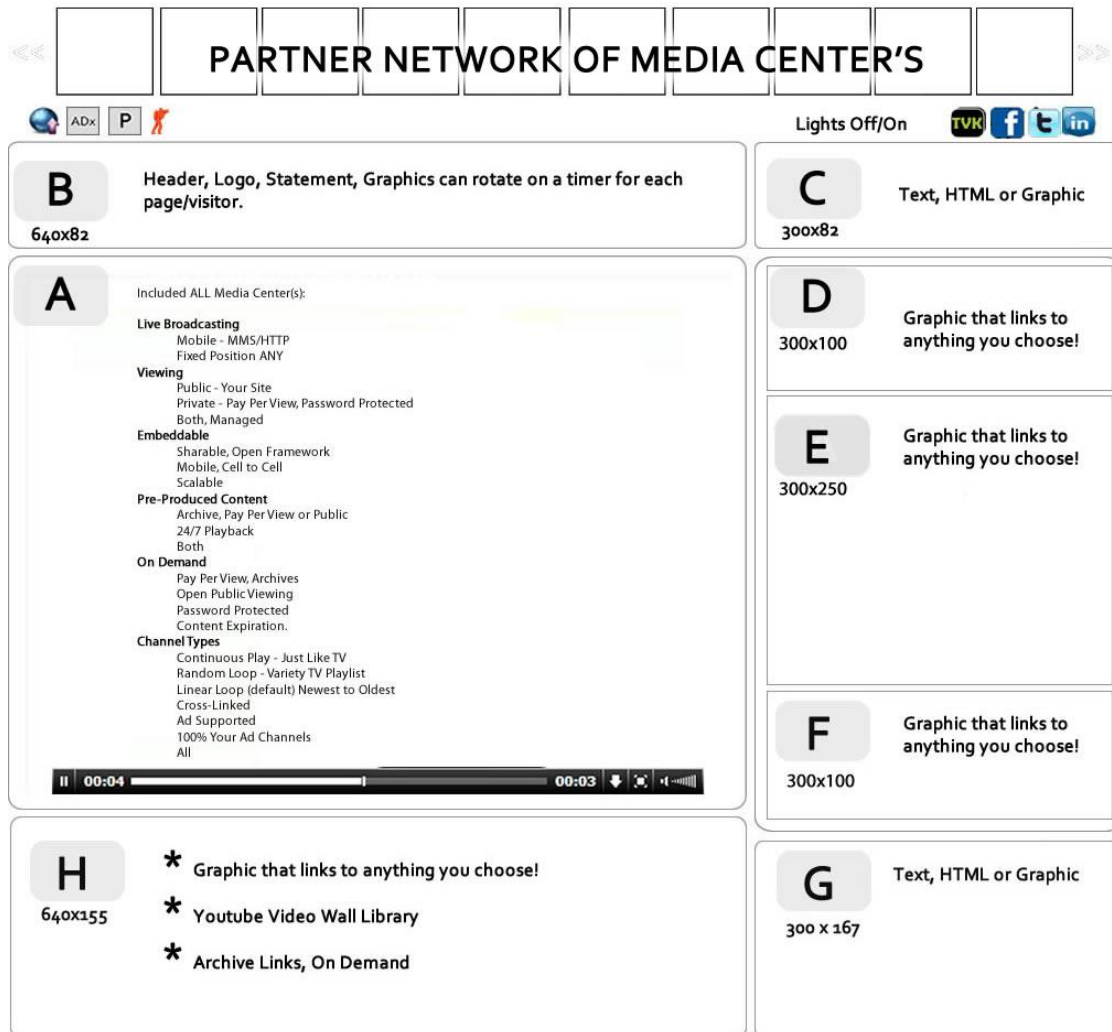 << PARTNER NETWORK OF MEDIA CENTER'S >>
ADx P Lights Off/On TVK f t in
B
640x82
Header, Logo, Statement, Graphics can rotate on a timer for each
page/visitor.
C
300x82
Text, HTML or Graphic
A
Included ALL Media Center(s):
Live Broadcasting
Mobile - MMS/HTTP
Fixed Position ANY
Viewing
Public - Your Site
Private - Pay Per View, Password Protected
Both, Managed
Embeddable
Sharable, Open Framework
Mobile, Cell to Cell
Scalable
Pre-Produced Content
Archive, Pay Per View or Public
24/7 Playback
Both
On Demand
Pay Per View, Archives
Open Public Viewing
Password Protected
Content Expiration.
Channel Types
Continuous Play - Just Like TV
Random Loop - Variety TV Playlist
Linear Loop (default) Newest to Oldest
Cross-Linked
Ad Supported
100% Your Ad Channels
All
00:04 00:03
D
300x100
Graphic that links to
anything you choose!
E
300x250
Graphic that links to
anything you choose!
F
300x100
Graphic that links to
anything you choose!
H
640x155
* Graphic that links to anything you choose!
* Youtube Video Wall Library
* Archive Links, On Demand
G
300 x 167
Text, HTML or Graphic